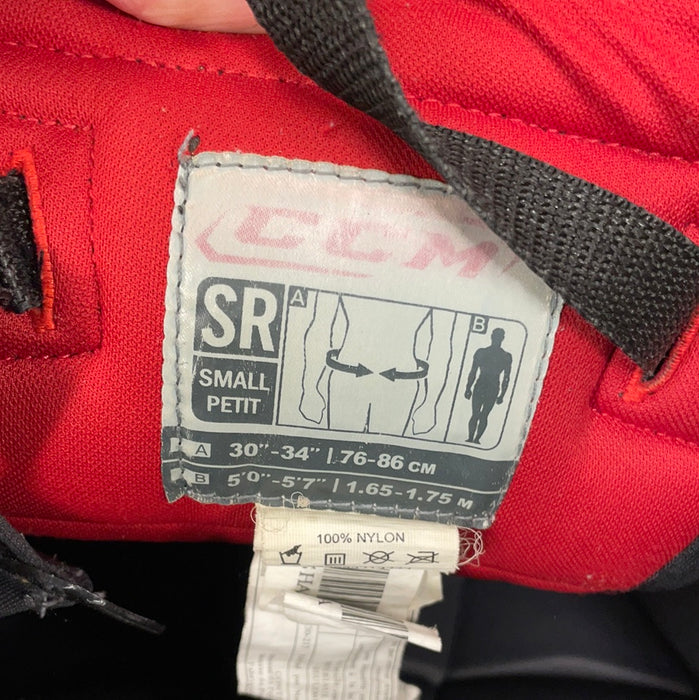 CCM
SR
SMALL
PETIT
A
B
A 30"-34" | 76-86 CM
B 5'0"-5'7" | 1.65-1.75 M
100% NYLON